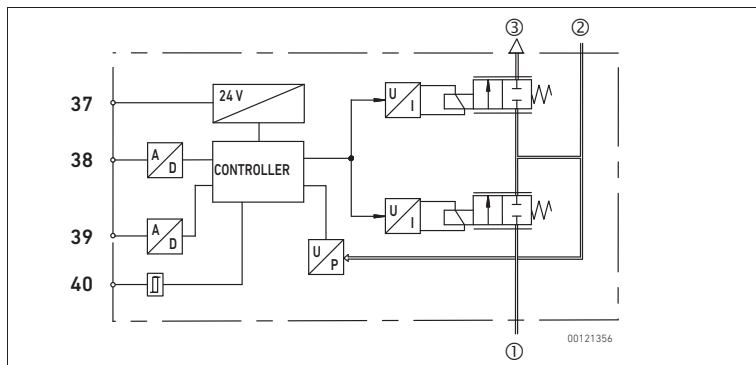 ③ ②
37
24 V
U
I
38
A
D
CONTROLLER
39
A
D
U
I
U
P
40
00121356
①